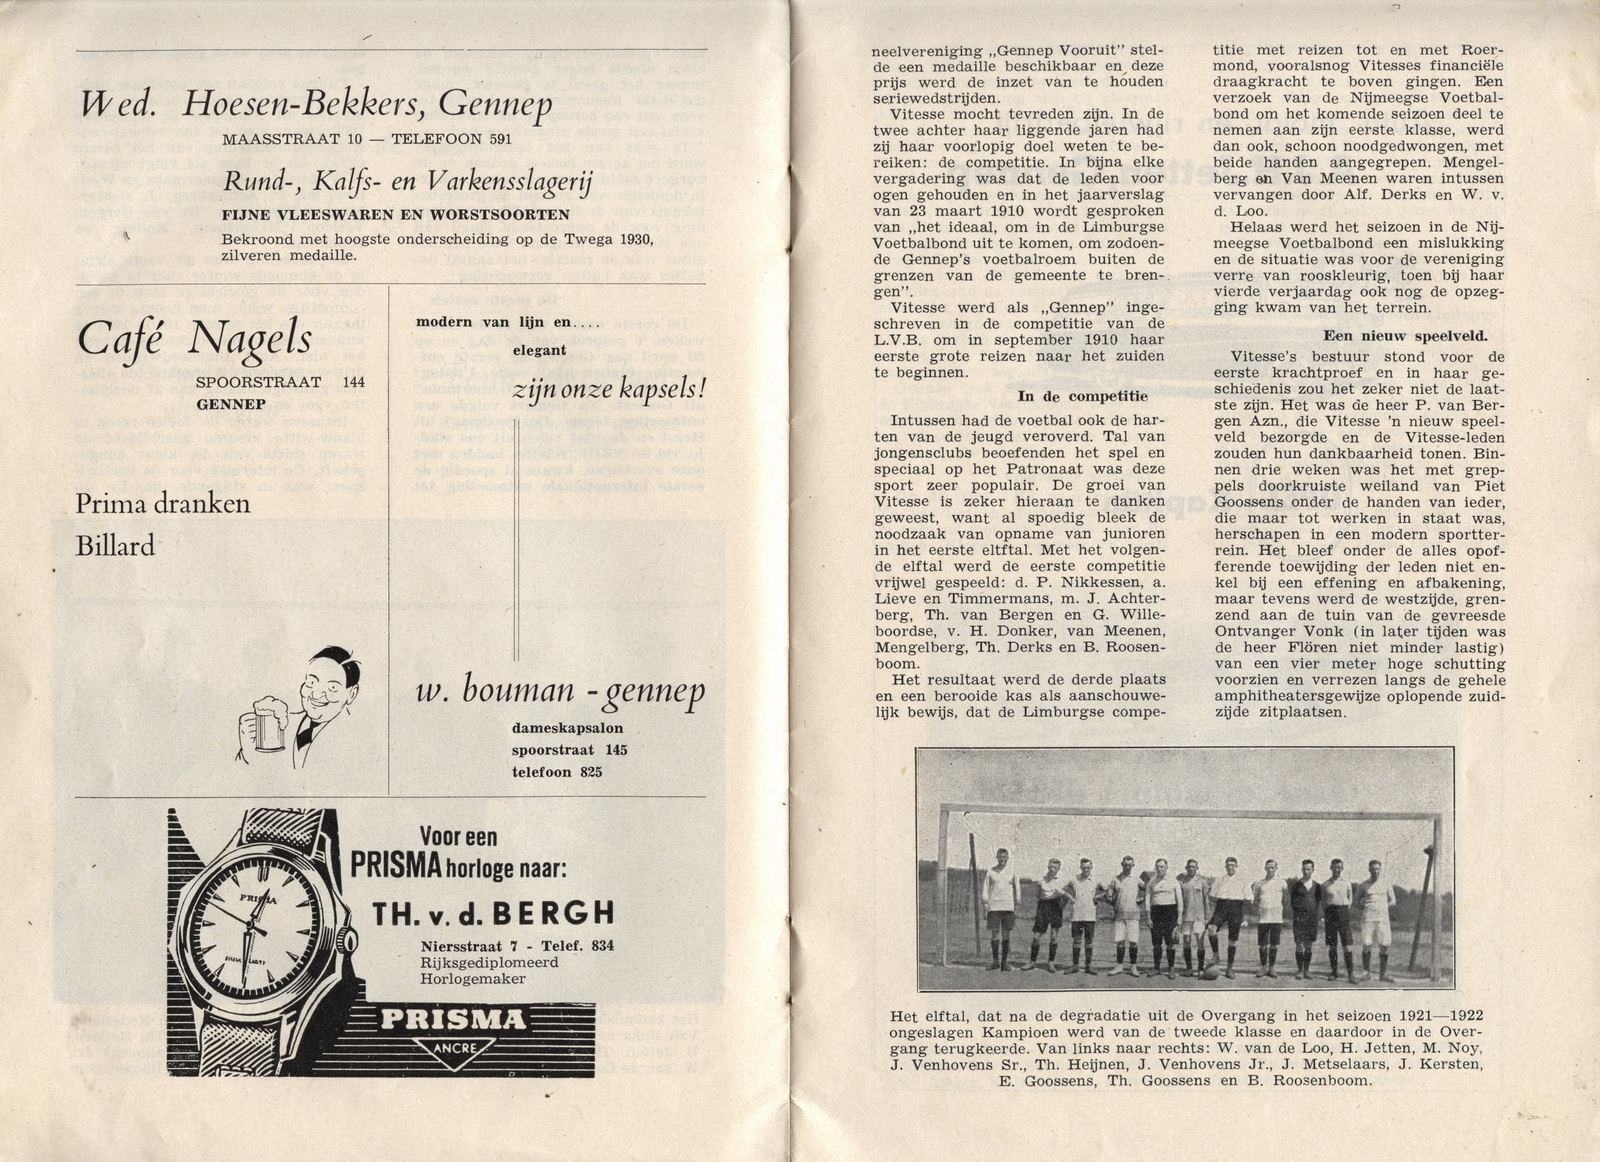 Wed. Hoesen-Bekkers, Gennep
MAASSTRAAT 10 — TELEFOON 591
Rund-, Kalfs- en Varkensslagerij
FIJNE VLEESWAREN EN WORSTSOORTEN
Bekroond met hoogste onderscheiding op de Twega 1930,
zilveren medaille.
Café Nagels
SPOORSTRAAT 144
GENNEP
Prima dranken
Billard
modern van lijn en....
elegant
zijn onze kapsels!
w. bouman - gennep
dameskapsalon
spoorstraat 145
telefoon 825
Voor een
PRISMA horloge naar:
TH. v. d. BERGH
Niersstraat 7 - Telef. 834
Rijksgediplomeerd
Horlogemaker
PRISMA
PRISMA
ANCRE
neelvereniging „Gennep Vooruit” stel-
de een medaille beschikbaar en deze
prijs werd de inzet van te houden
seriewedstrijden.
Vitesse mocht tevreden zijn. In de
twee achter haar liggende jaren had
zij haar voorlopig doel weten te be-
reiken: de competitie. In bijna elke
vergadering was dat de leden voor
ogen gehouden en in het jaarverslag
van 23 maart 1910 wordt gesproken
van „het ideaal, om in de Limburgse
Voetbalbond uit te komen, om zodoen-
de Gennep's voetbalroem buiten de
grenzen van de gemeente te bren-
gen”.
Vitesse werd als „Gennep” inge-
schreven in de competitie van de
L.V.B. om in september 1910 haar
eerste grote reizen naar het zuiden
te beginnen.
In de competitie
Intussen had de voetbal ook de har-
ten van de jeugd veroverd. Tal van
jongensclubs beoefenden het spel en
speciaal op het Patronaat was deze
sport zeer populair. De groei van
Vitesse is zeker hieraan te danken
geweest, want al spoedig bleek de
noodzaak van opname van junioren
in het eerste eltftal. Met het volgen-
de elftal werd de eerste competitie
vrijwel gespeeld: d. P. Nikkessen, a.
Lieve en Timmermans, m. J. Achter-
berg, Th. van Bergen en G. Wille-
boordse, v. H. Donker, van Meenen,
Mengelberg, Th. Derks en B. Roosen-
boom.
Het resultaat werd de derde plaats
en een berooide kas als aanschouwe-
lijk bewijs, dat de Limburgse compe-
titie met reizen tot en met Roer-
mond, vooralsnog Vitesses financiële
draagkracht te boven gingen. Een
verzoek van de Nijmeegse Voetbal-
bond om het komende seizoen deel te
nemen aan zijn eerste klasse, werd
dan ook, schoon noodgedwongen, met
beide handen aangegrepen. Mengel-
berg en Van Meenen waren intussen
vervangen door Alf. Derks en W. v.
d. Loo.
Helaas werd het seizoen in de Nij-
meegse Voetbalbond een mislukking
en de situatie was voor de vereniging
verre van rooskleurig, toen bij haar
vierde verjaardag ook nog de opzeg-
ging kwam van het terrein.
Een nieuw speelveld.
Vitesse's bestuur stond voor de
eerste krachtproef en in haar ge-
schiedenis zou het zeker niet de laat-
ste zijn. Het was de heer P. van Ber-
gen Azn., die Vitesse 'n nieuw speel-
veld bezorgde en de Vitesse-leden
zouden hun dankbaarheid tonen. Bin-
nen drie weken was het met grep-
pels doorkruiste weiland van Piet
Goossens onder de handen van ieder,
die maar tot werken in staat was,
herschapen in een modern sportter-
rein. Het bleef onder de alles opof-
ferende toewijding der leden niet en-
kel bij een effening en afbakening,
maar tevens werd de westzijde, gren-
zend aan de tuin van de gevreesde
Ontvanger Vonk (in later tijden was
de heer Flören niet minder lastig)
van een vier meter hoge schutting
voorzien en verrezen langs de gehele
amphitheatersgewijze oplopende zuid-
zijde zitplaatsen.
Het elftal, dat na de degradatie uit de Overgang in het seizoen 1921—1922
ongeslagen Kampioen werd van de tweede klasse en daardoor in de Over-
gang terugkeerde. Van links naar rechts: W. van de Loo, H. Jetten, M. Noy,
J. Venhovens Sr., Th. Heijnen, J. Venhovens Jr., J. Metselaars, J. Kersten,
E. Goossens, Th. Goossens en B. Roosenboom.